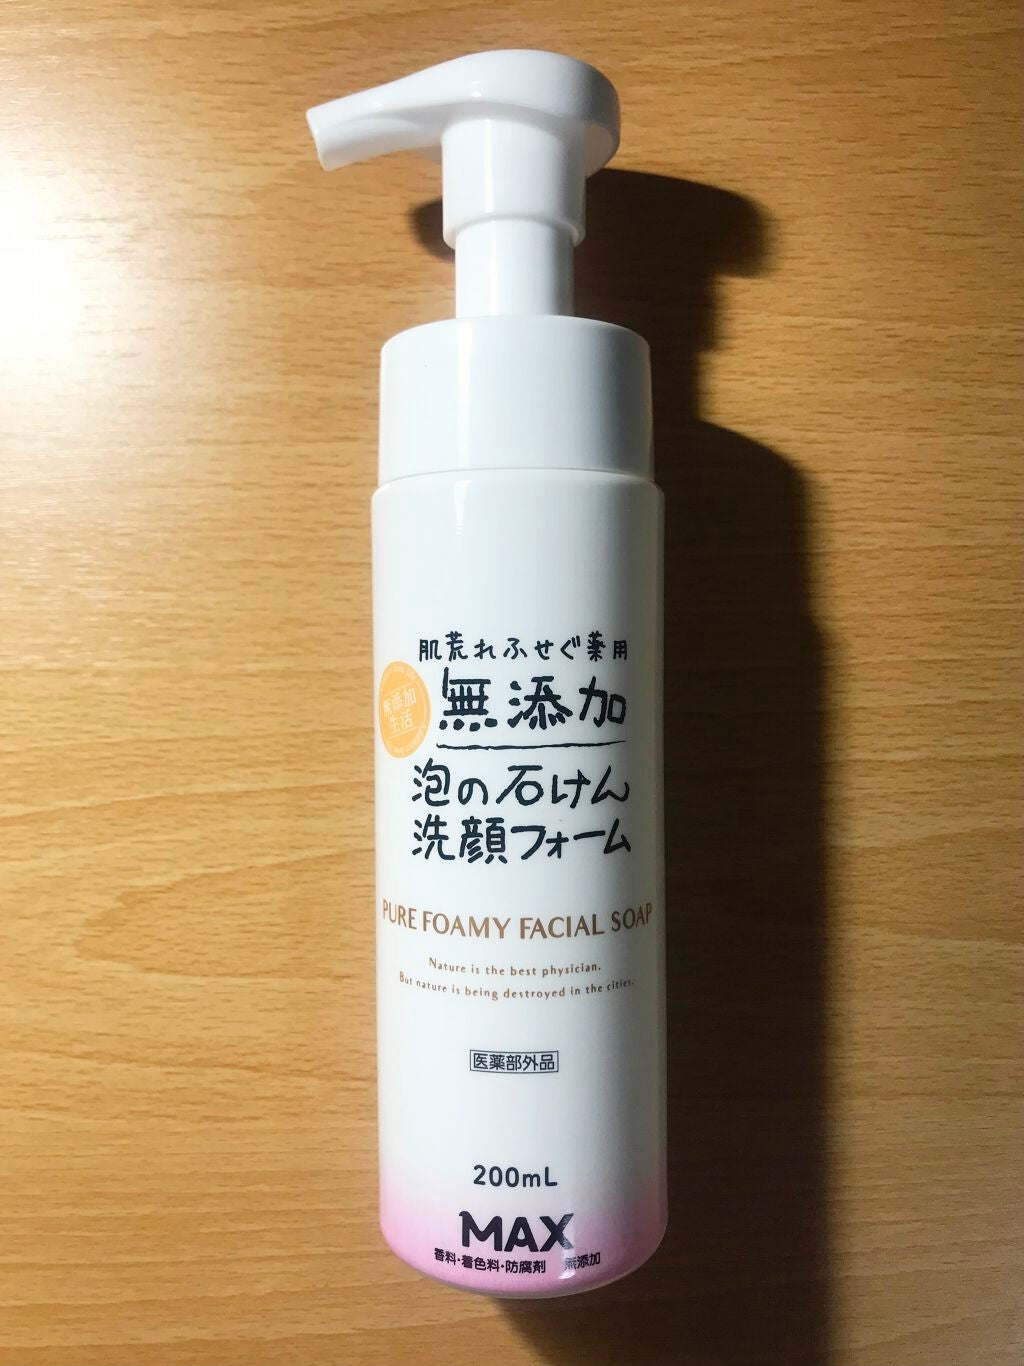 肌荒れふせぐ薬用
無添加
無添加
生活
泡の石けん
洗顔フォーム
PURE FOAMY FACIAL SOAP
Nature is the best physician.
But nature is being destroyed in the cities.
医薬部外品
200mL
MAX
香料・着色料・防腐剤 無添加